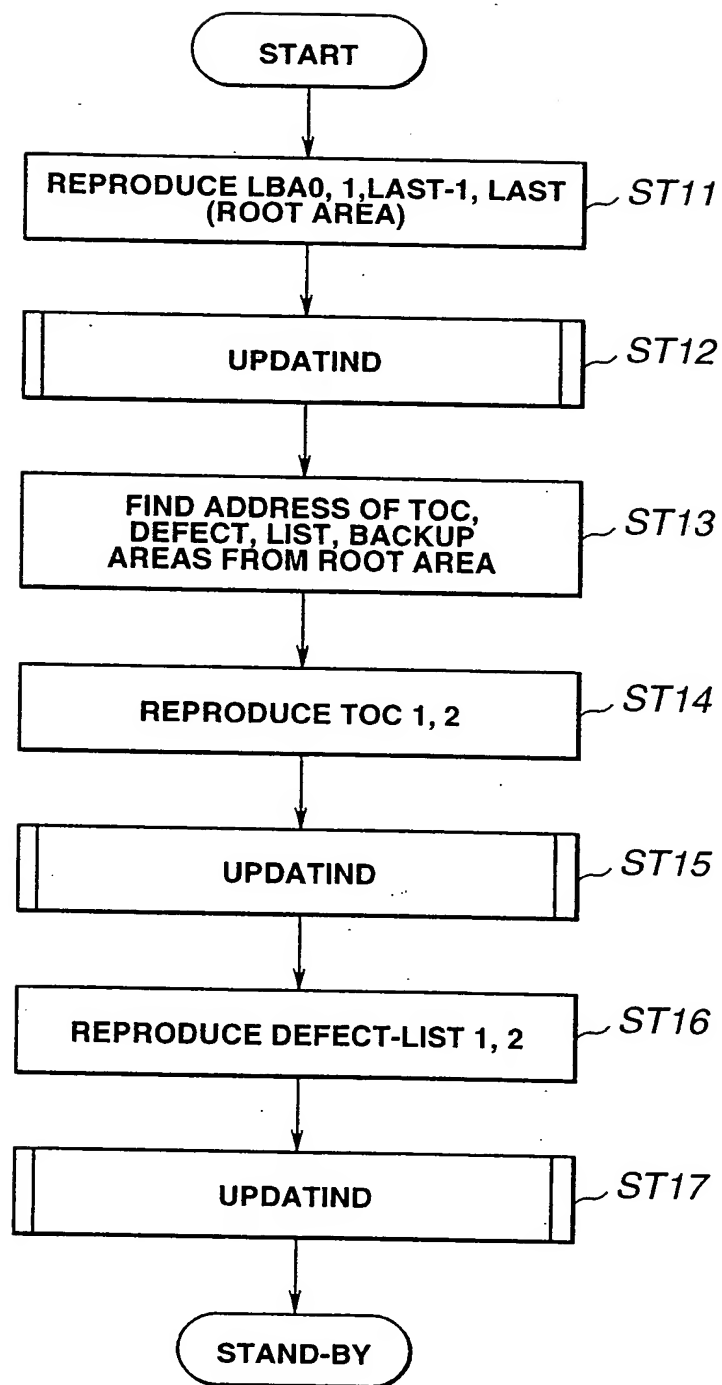 START
REPRODUCE LBA0, 1,LAST-1, LAST
(ROOT AREA)
ST11
UPDATIND
ST12
FIND ADDRESS OF TOC,
DEFECT, LIST, BACKUP
AREAS FROM ROOT AREA
ST13
REPRODUCE TOC 1, 2
ST14
UPDATIND
ST15
REPRODUCE DEFECT-LIST 1, 2
ST16
UPDATIND
ST17
STAND-BY